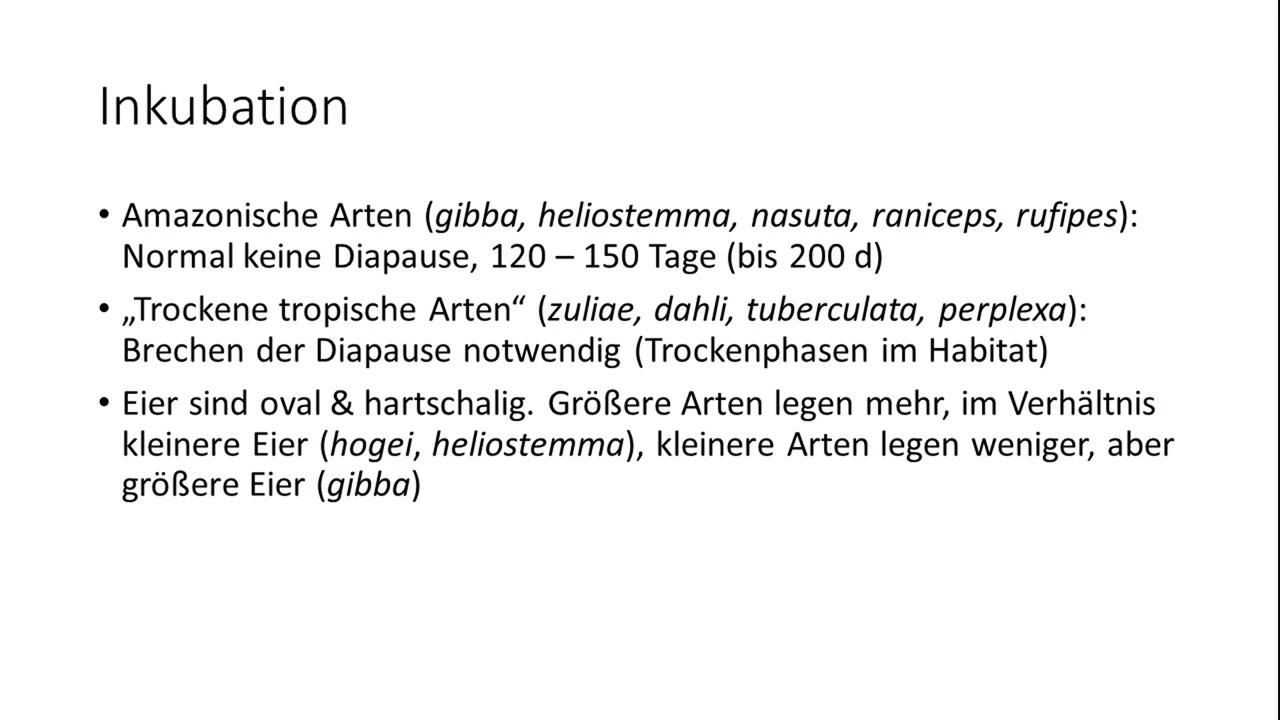 Inkubation
• Amazonische Arten (gibba, heliostemma, nasuta, raniceps, rufipes):
Normal keine Diapause, 120 – 150 Tage (bis 200 d)
• „Trockene tropische Arten“ (zuliae, dahli, tuberculata, perplexa):
Brechen der Diapause notwendig (Trockenphasen im Habitat)
• Eier sind oval & hartschalig. Größere Arten legen mehr, im Verhältnis
kleinere Eier (hogei, heliostemma), kleinere Arten legen weniger, aber
größere Eier (gibba)